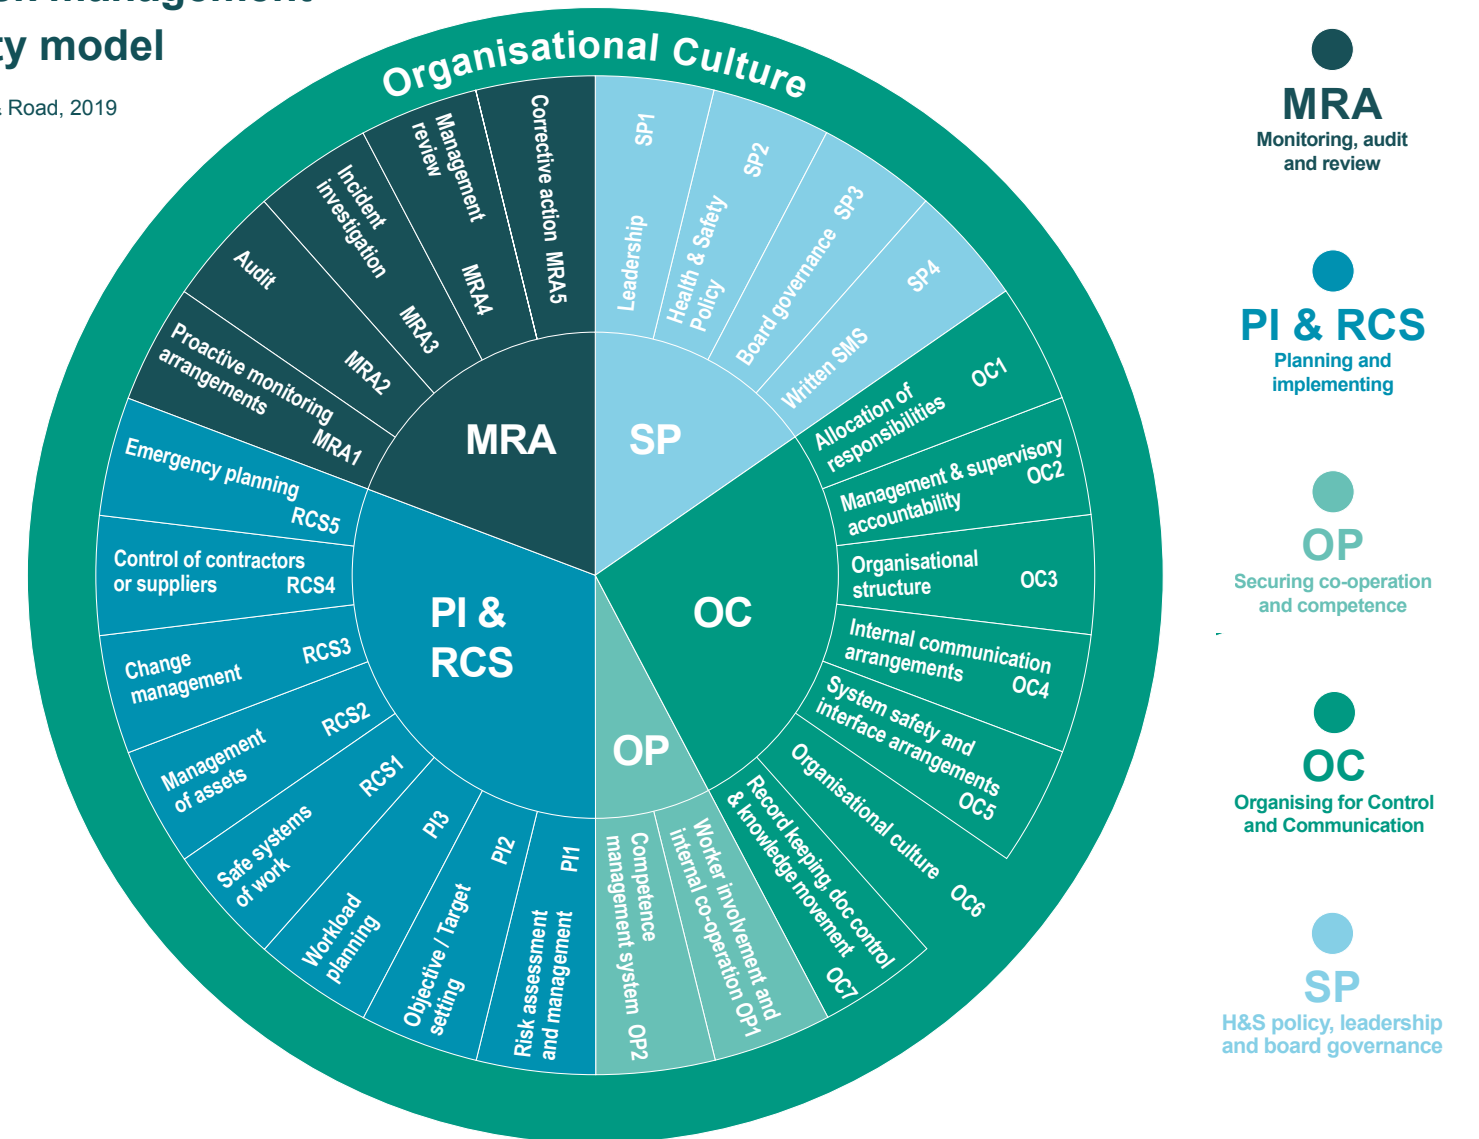 ty model
Road, 2019
Organisational Culture
SP1
Leadership
SP2
Health & Safety
Policy
SP3
Board governance
SP4
Written SMS
Allocation of
responsibilities
OC1
Management & supervisory
accountability
OC2
Organisational
structure
OC3
Internal communication
arrangements
OC4
System safety and
interface arrangements
OC5
Organisational culture
OC6
Record keeping, doc control
& knowledge movement
OC7
Worker involvement and
internal co-operation OP1
Competence
management system OP2
PI1
Risk assessment
and management
PI2
Objective / Target
setting
PI3
Workload
planning
RCS1
Safe systems
of work
RCS2
Management
of assets
RCS3
Change
management
Control of contractors
or suppliers RCS4
Emergency planning
RCS5
Proactive monitoring
arrangements
MRA1
Audit
MRA2
Incident
investigation
MRA3
Management
review
MRA4
Corrective action MRA5
MRA
SP
OC
OP
PI &
RCS
MRA
Monitoring, audit
and review
PI & RCS
Planning and
implementing
OP
Securing co-operation
and competence
OC
Organising for Control
and Communication
SP
H&S policy, leadership
and board governance